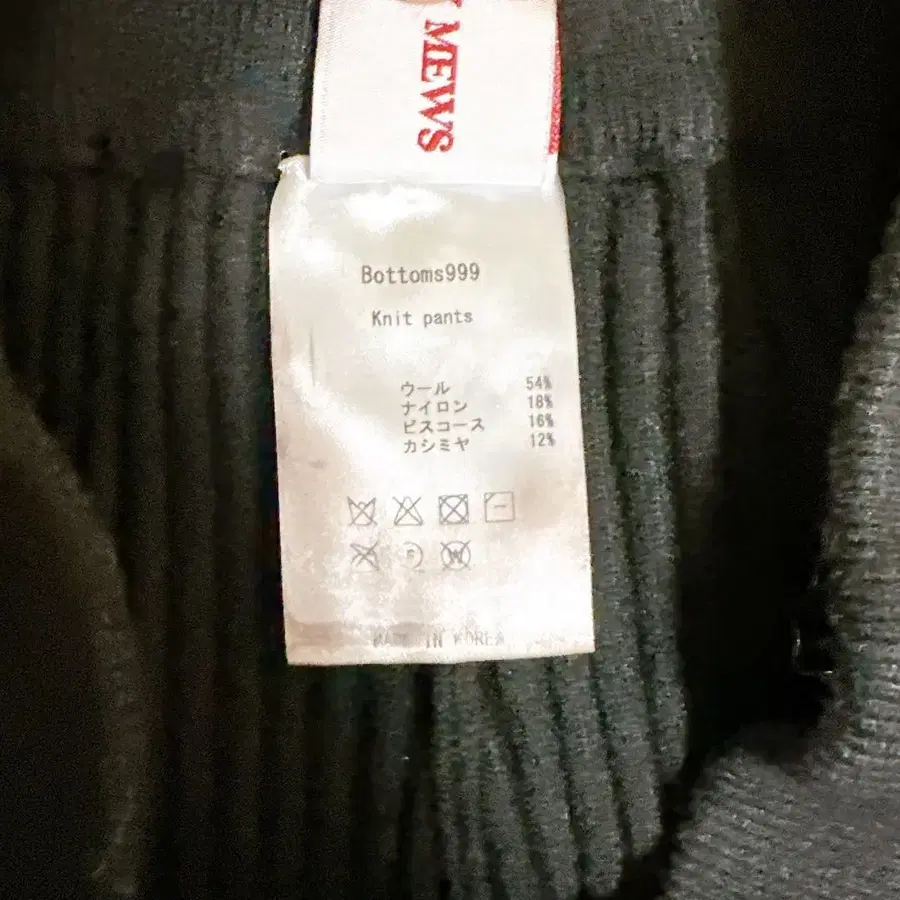 MEWS
Bottoms999
Knit pants
ウール 54%
ナイロン 18%
ビスコース 16%
カシミヤ 12%
MADE IN KOREA